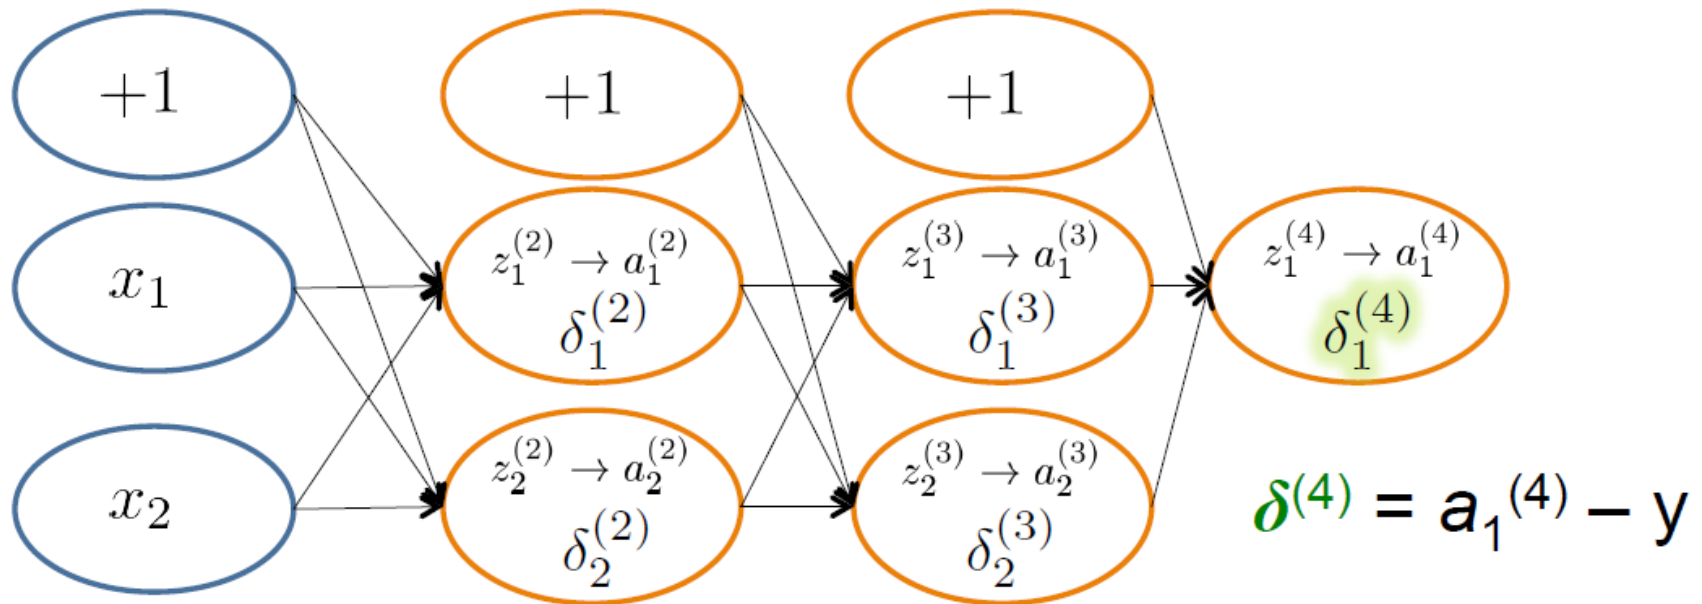 +1 +1 +1
x₁ z₁⁽²⁾ → a₁⁽²⁾ z₁⁽³⁾ → a₁⁽³⁾ z₁⁽⁴⁾ → a₁⁽⁴⁾
δ₁⁽²⁾ δ₁⁽³⁾ δ₁⁽⁴⁾
x₂ z₂⁽²⁾ → a₂⁽²⁾ z₂⁽³⁾ → a₂⁽³⁾
δ₂⁽²⁾ δ₂⁽³⁾
δ⁽⁴⁾ = a₁⁽⁴⁾ – y